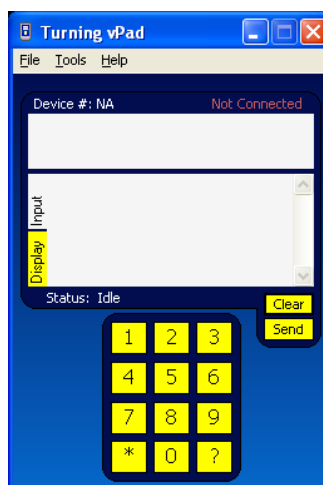 Turning vPad
File Tools Help
Device #: NA Not Connected
Input
Display
Status: Idle
Clear
Send
1 2 3
4 5 6
7 8 9
* 0 ?